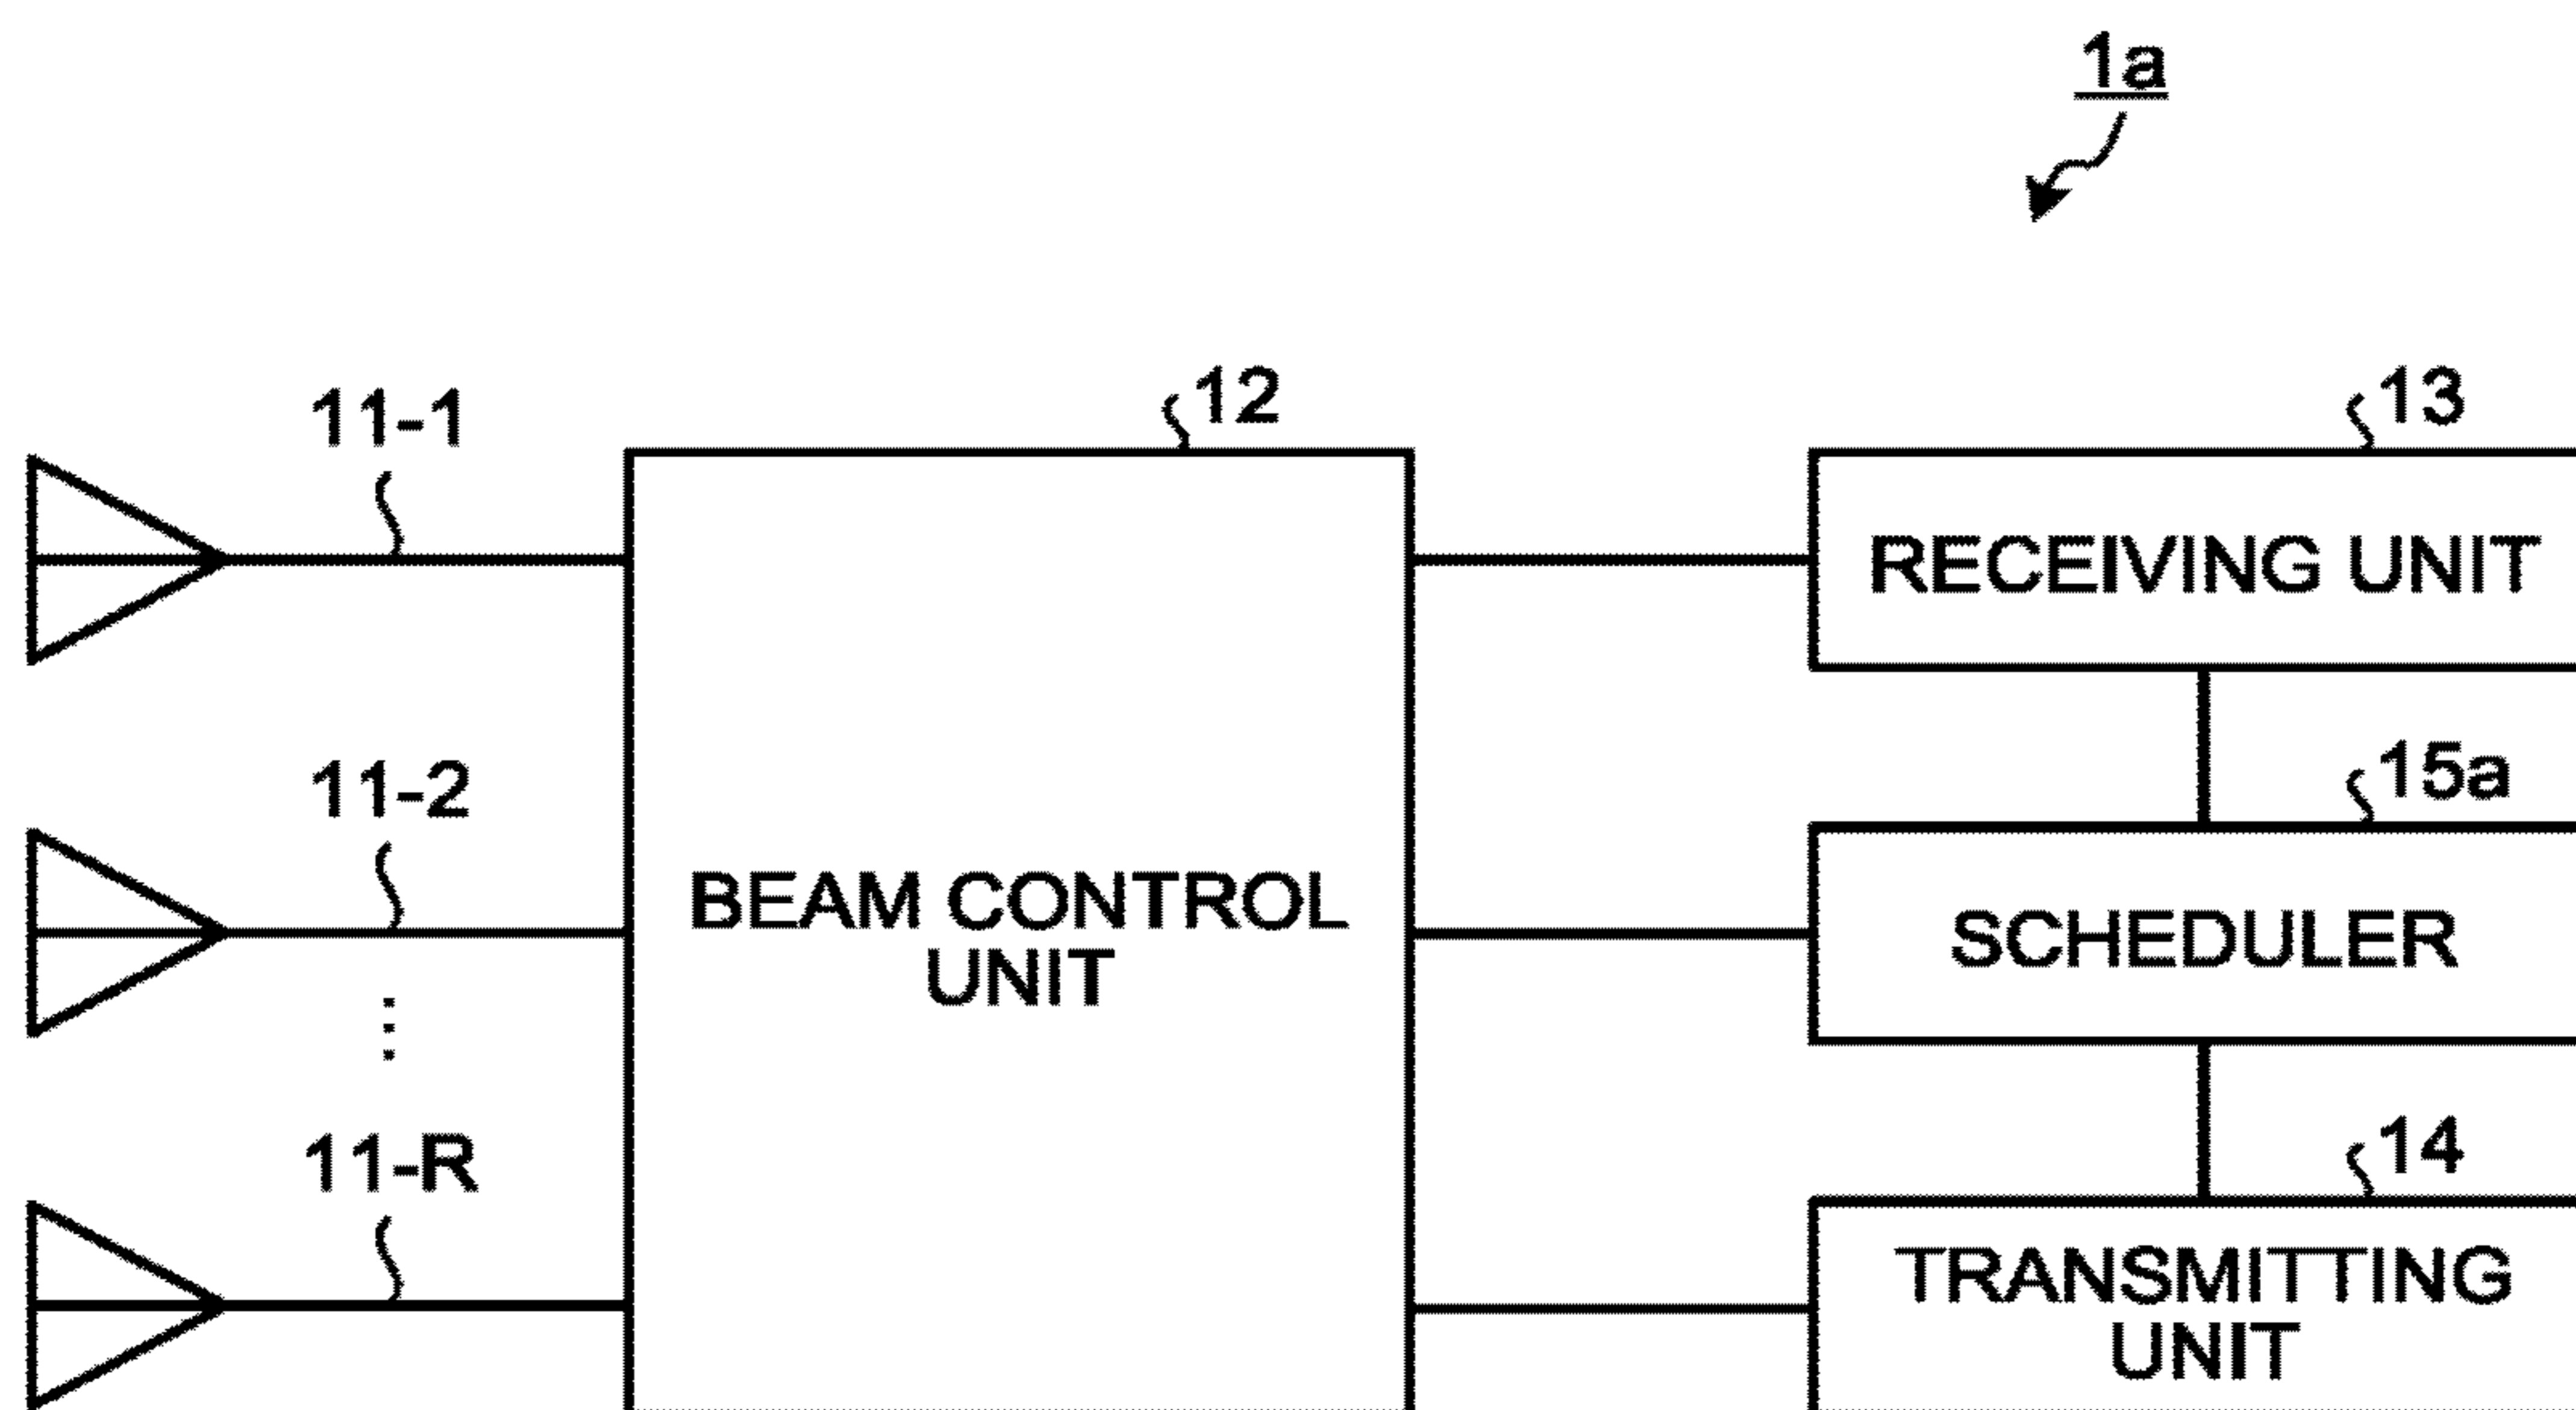 1a
11-1
12
13
RECEIVING UNIT
11-2
15a
BEAM CONTROL
UNIT
SCHEDULER
11-R
14
TRANSMITTING
UNIT